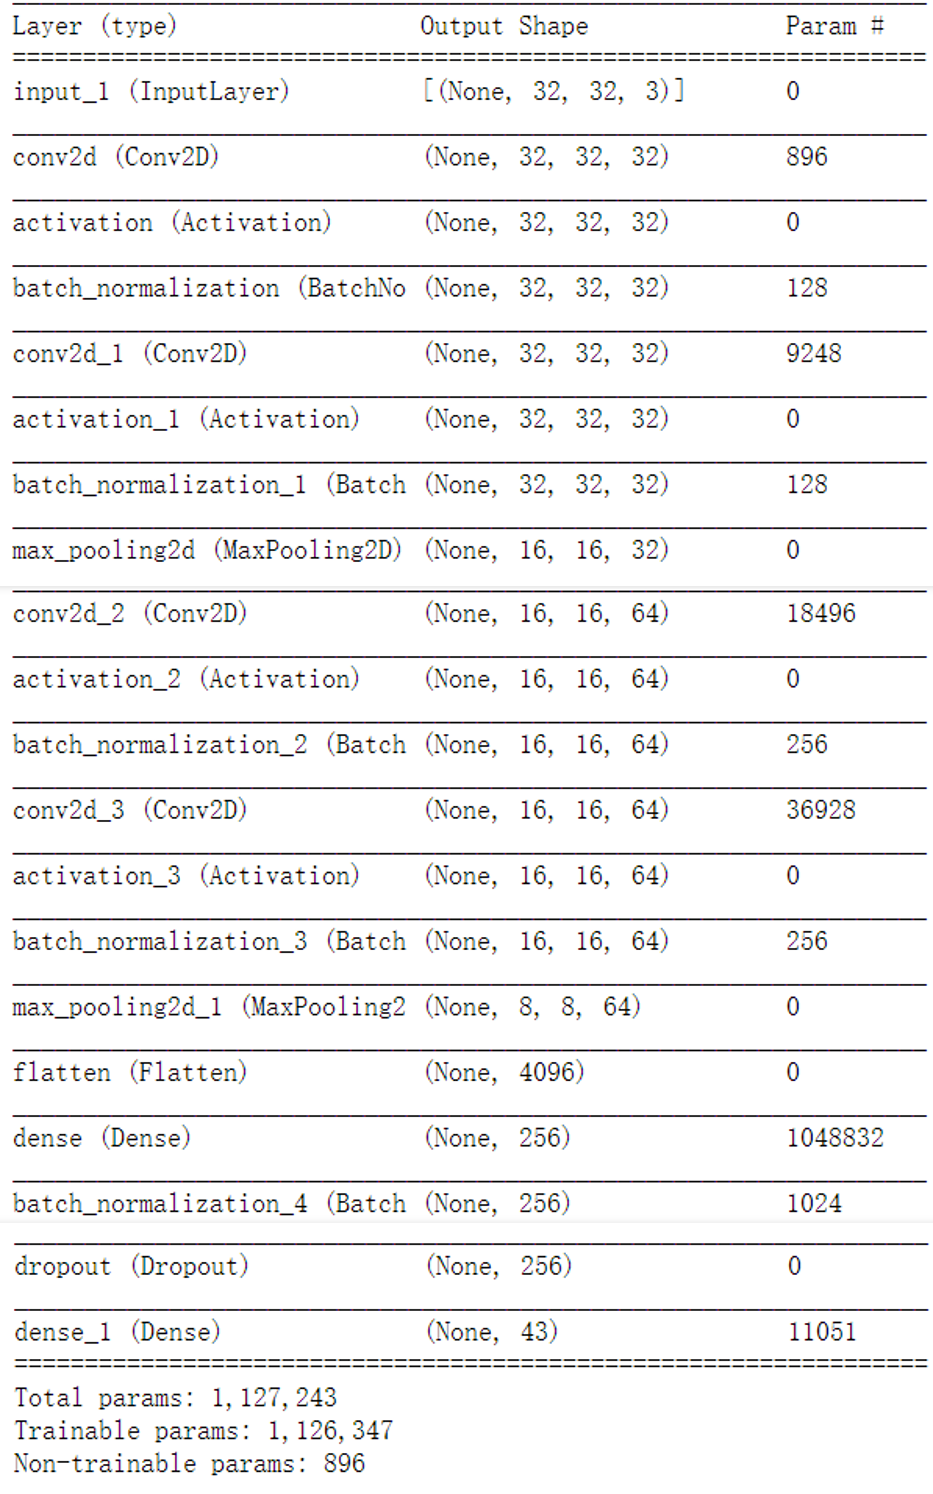 Layer (type) Output Shape Param #
input_1 (InputLayer) [(None, 32, 32, 3)] 0
conv2d (Conv2D) (None, 32, 32, 32) 896
activation (Activation) (None, 32, 32, 32) 0
batch_normalization (BatchNo (None, 32, 32, 32) 128
conv2d_1 (Conv2D) (None, 32, 32, 32) 9248
activation_1 (Activation) (None, 32, 32, 32) 0
batch_normalization_1 (Batch (None, 32, 32, 32) 128
max_pooling2d (MaxPooling2D) (None, 16, 16, 32) 0
conv2d_2 (Conv2D) (None, 16, 16, 64) 18496
activation_2 (Activation) (None, 16, 16, 64) 0
batch_normalization_2 (Batch (None, 16, 16, 64) 256
conv2d_3 (Conv2D) (None, 16, 16, 64) 36928
activation_3 (Activation) (None, 16, 16, 64) 0
batch_normalization_3 (Batch (None, 16, 16, 64) 256
max_pooling2d_1 (MaxPooling2 (None, 8, 8, 64) 0
flatten (Flatten) (None, 4096) 0
dense (Dense) (None, 256) 1048832
batch_normalization_4 (Batch (None, 256) 1024
dropout (Dropout) (None, 256) 0
dense_1 (Dense) (None, 43) 11051
Total params: 1,127,243
Trainable params: 1,126,347
Non-trainable params: 896